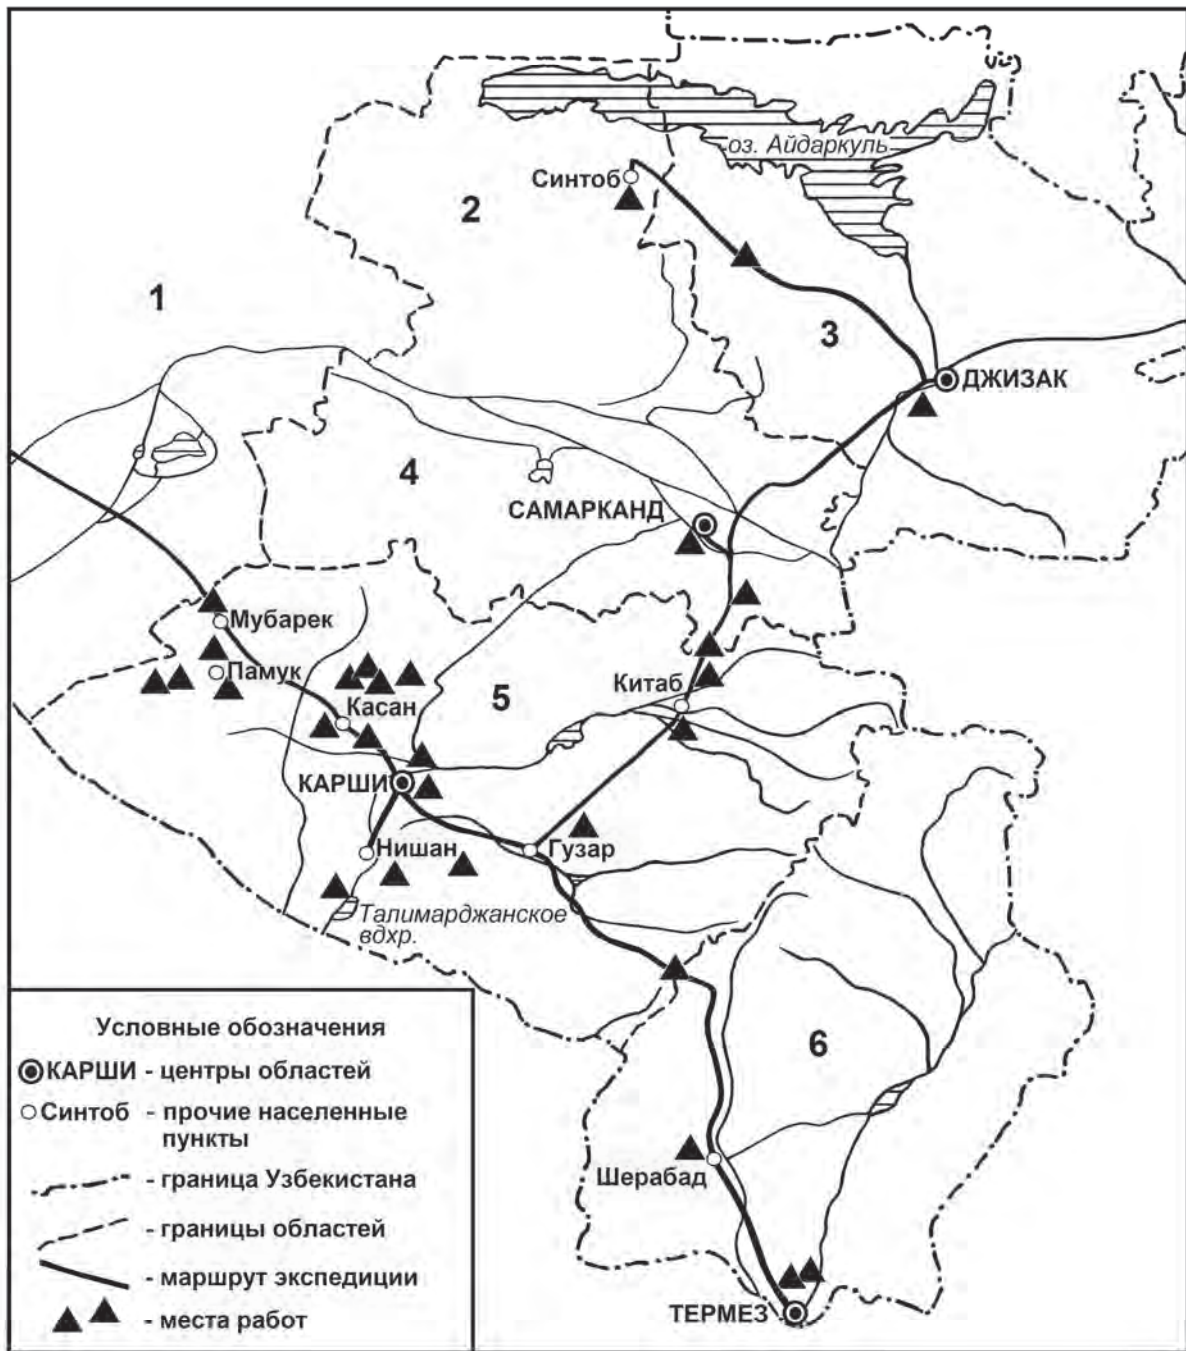 оз. Айдаркуль
Синтоб
2
1
3
ДЖИЗАК
4
САМАРКАНД
Мубарек
Памук
Китаб
5
Касан
КАРШИ
Нишан
Гузар
Талимарджанское
вдхр.
6
Шерабад
ТЕРМЕЗ
Условные обозначения
КАРШИ - центры областей
Синтоб - прочие населенные
пункты
- граница Узбекистана
- границы областей
- маршрут экспедиции
- места работ